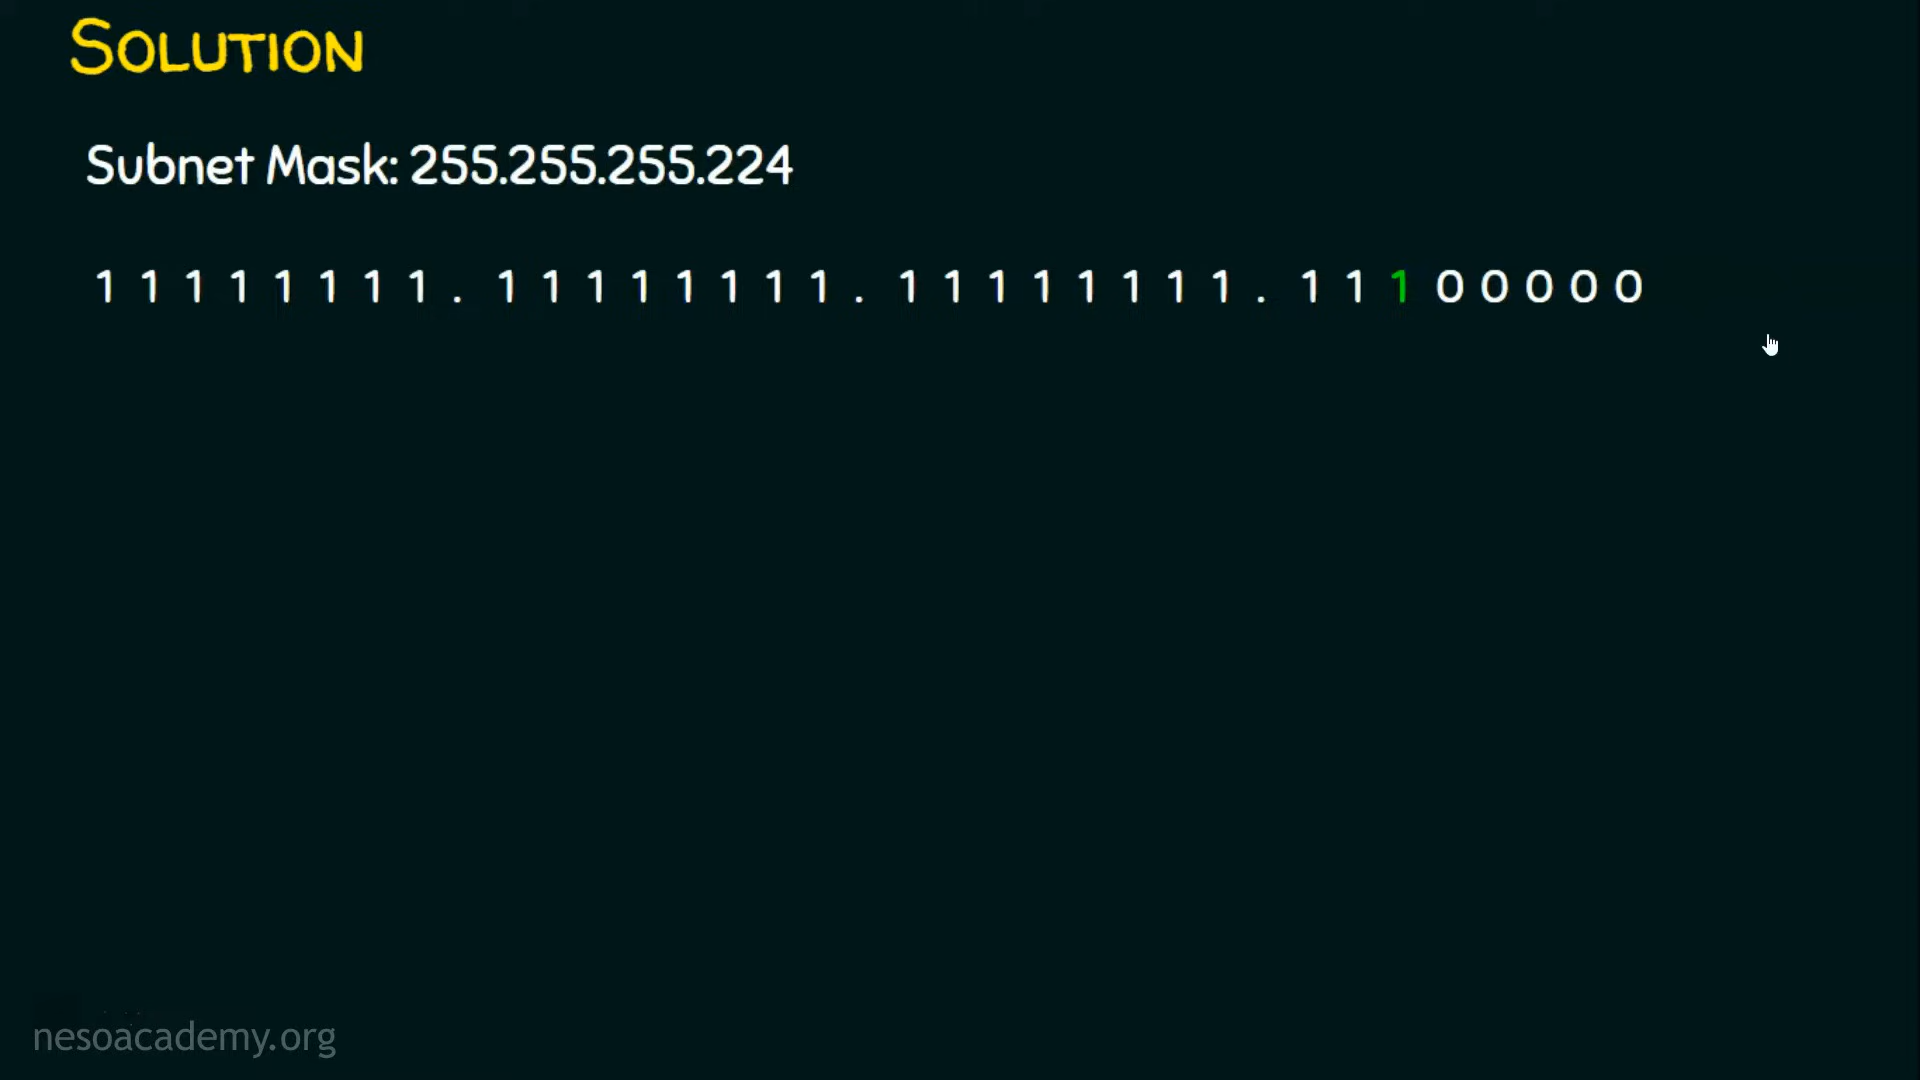 SOLUTION
Subnet Mask: 255.255.255.224
1 1 1 1 1 1 1 1 . 1 1 1 1 1 1 1 1 . 1 1 1 1 1 1 1 1 . 1 1 1 0 0 0 0 0
nesoacademy.org